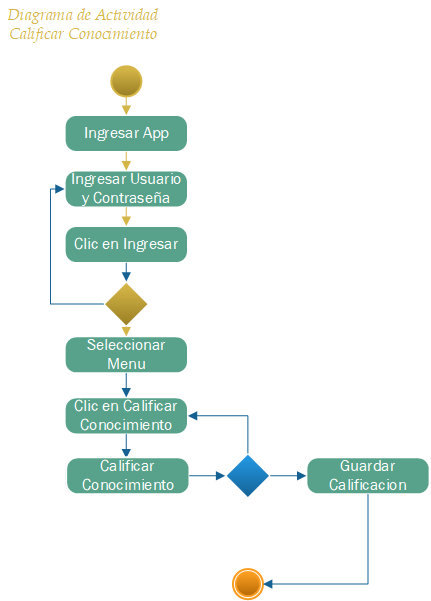 Diagrama de Actividad
Calificar Conocimiento
Ingresar App
Ingresar Usuario
y Contraseña
Clic en Ingresar
Seleccionar
Menu
Clic en Calificar
Conocimiento
Calificar
Conocimiento
Guardar
Calificacion